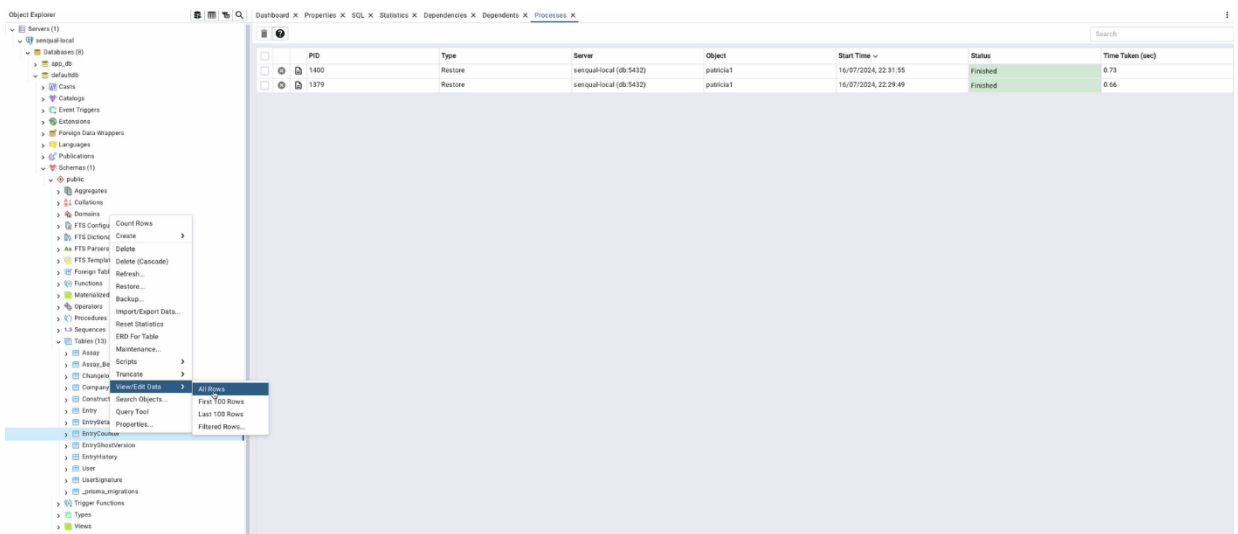 Object Explorer
Dashboard X Properties X SQL X Statistics X Dependencies X Dependents X Processes X
Servers (1)
senqual-local
Databases (8)
app_db
defaultdb
Casts
Catalogs
Event Triggers
Extensions
Foreign Data Wrappers
Languages
Publications
Schemas (1)
public
Aggregates
Collations
Domains
FTS Configu
FTS Dictiona
FTS Parsers
FTS Templat
Foreign Tabl
Functions
Materialized
Operators
Procedures
1..3 Sequences
Tables (13)
Assay
Assay_Be
Changelo
Company
Construct
Entry
EntryBeta
EntryCounter
EntryGhostVersion
EntryHistory
User
UserSignature
_prisma_migrations
Trigger Functions
Types
Views
Count Rows
Create
Delete
Delete (Cascade)
Refresh...
Restore...
Backup...
Import/Export Data...
Reset Statistics
ERD For Table
Maintenance...
Scripts
Truncate
View/Edit Data
Search Objects...
Query Tool
Properties...
All Rows
First 100 Rows
Last 100 Rows
Filtered Rows...
Search
PID Type Server Object Start Time Status Time Taken (sec)
1400 Restore senqual-local (db:5432) patricia1 16/07/2024, 22:31:55 Finished 0.73
1379 Restore senqual-local (db:5432) patricia1 16/07/2024, 22:29:49 Finished 0.66